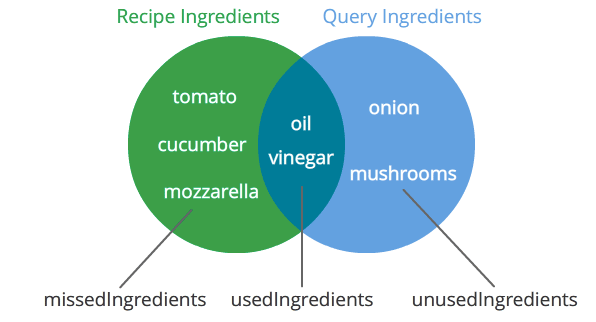 Recipe Ingredients
Query Ingredients
tomato
cucumber
mozzarella
oil
vinegar
onion
mushrooms
missedIngredients
usedIngredients
unusedIngredients